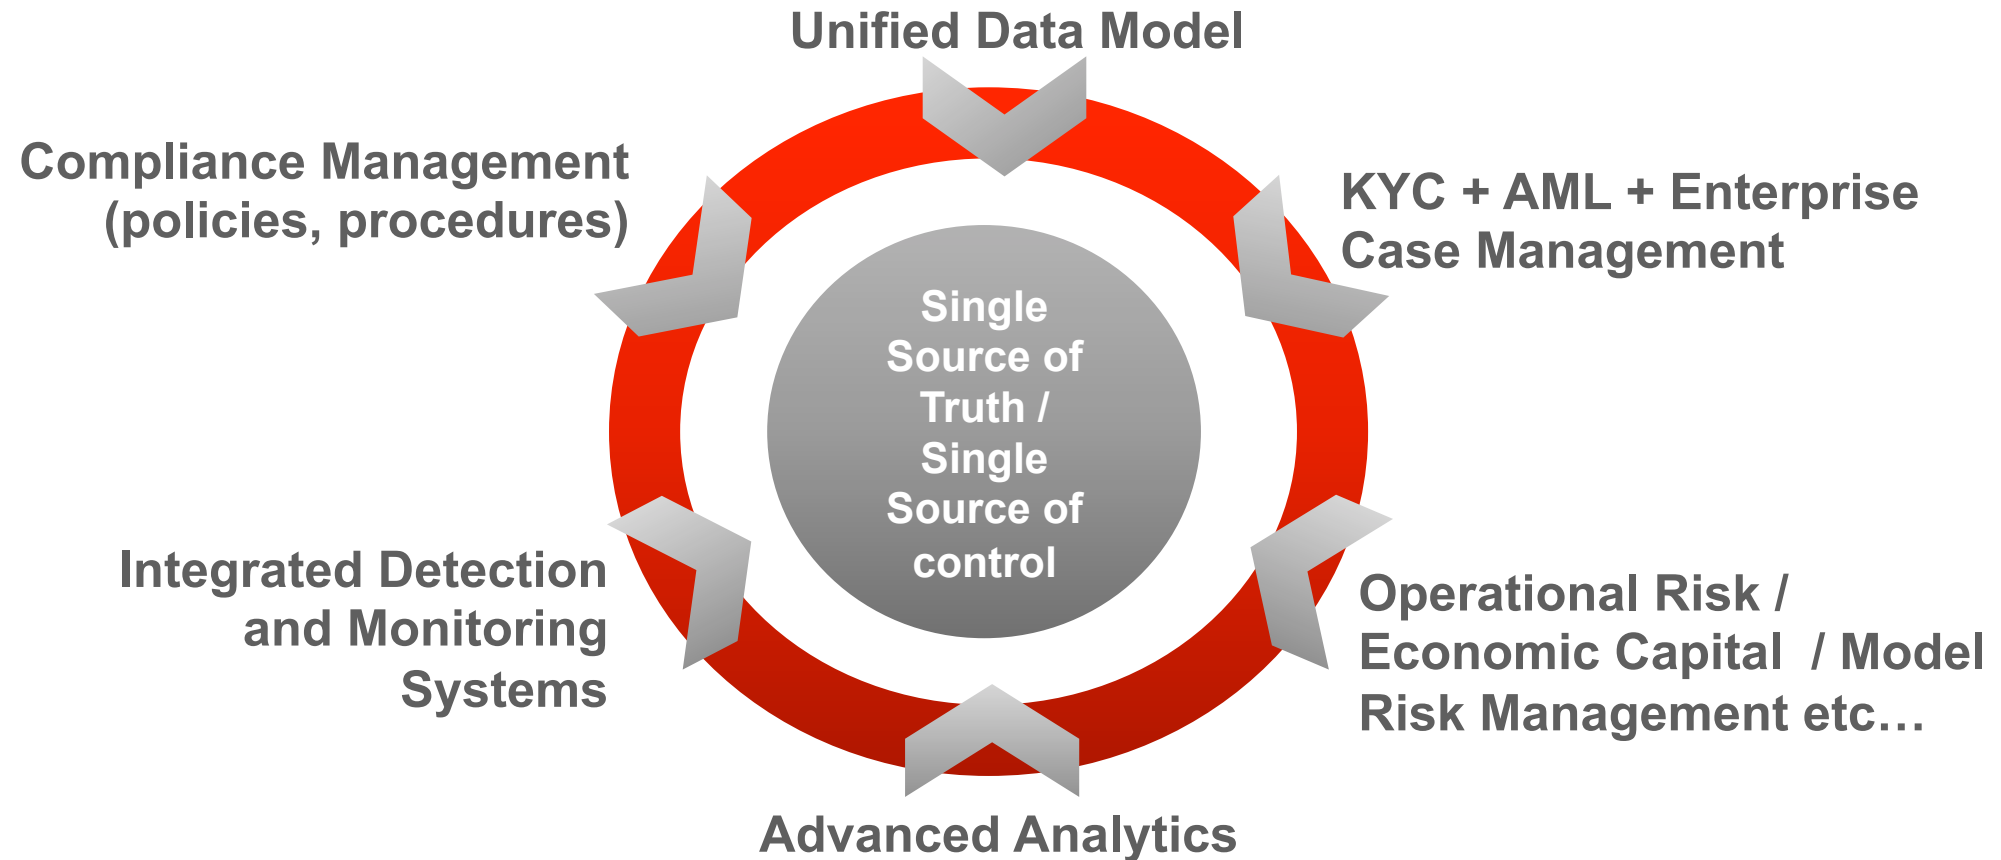 Unified Data Model
Compliance Management
(policies, procedures)
KYC + AML + Enterprise
Case Management
Single
Source of
Truth /
Single
Source of
control
Integrated Detection
and Monitoring
Systems
Operational Risk /
Economic Capital  / Model
Risk Management etc…
Advanced Analytics